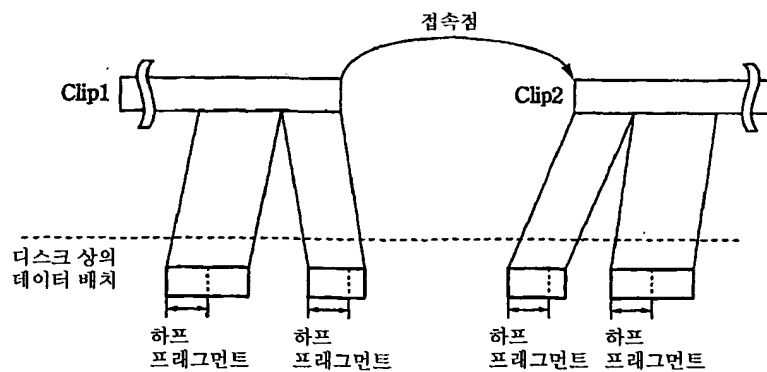 접속점
Clip1
Clip2
디스크 상의
데이터 배치
하프
프래그먼트
하프
프래그먼트
하프
프래그먼트
하프
프래그먼트